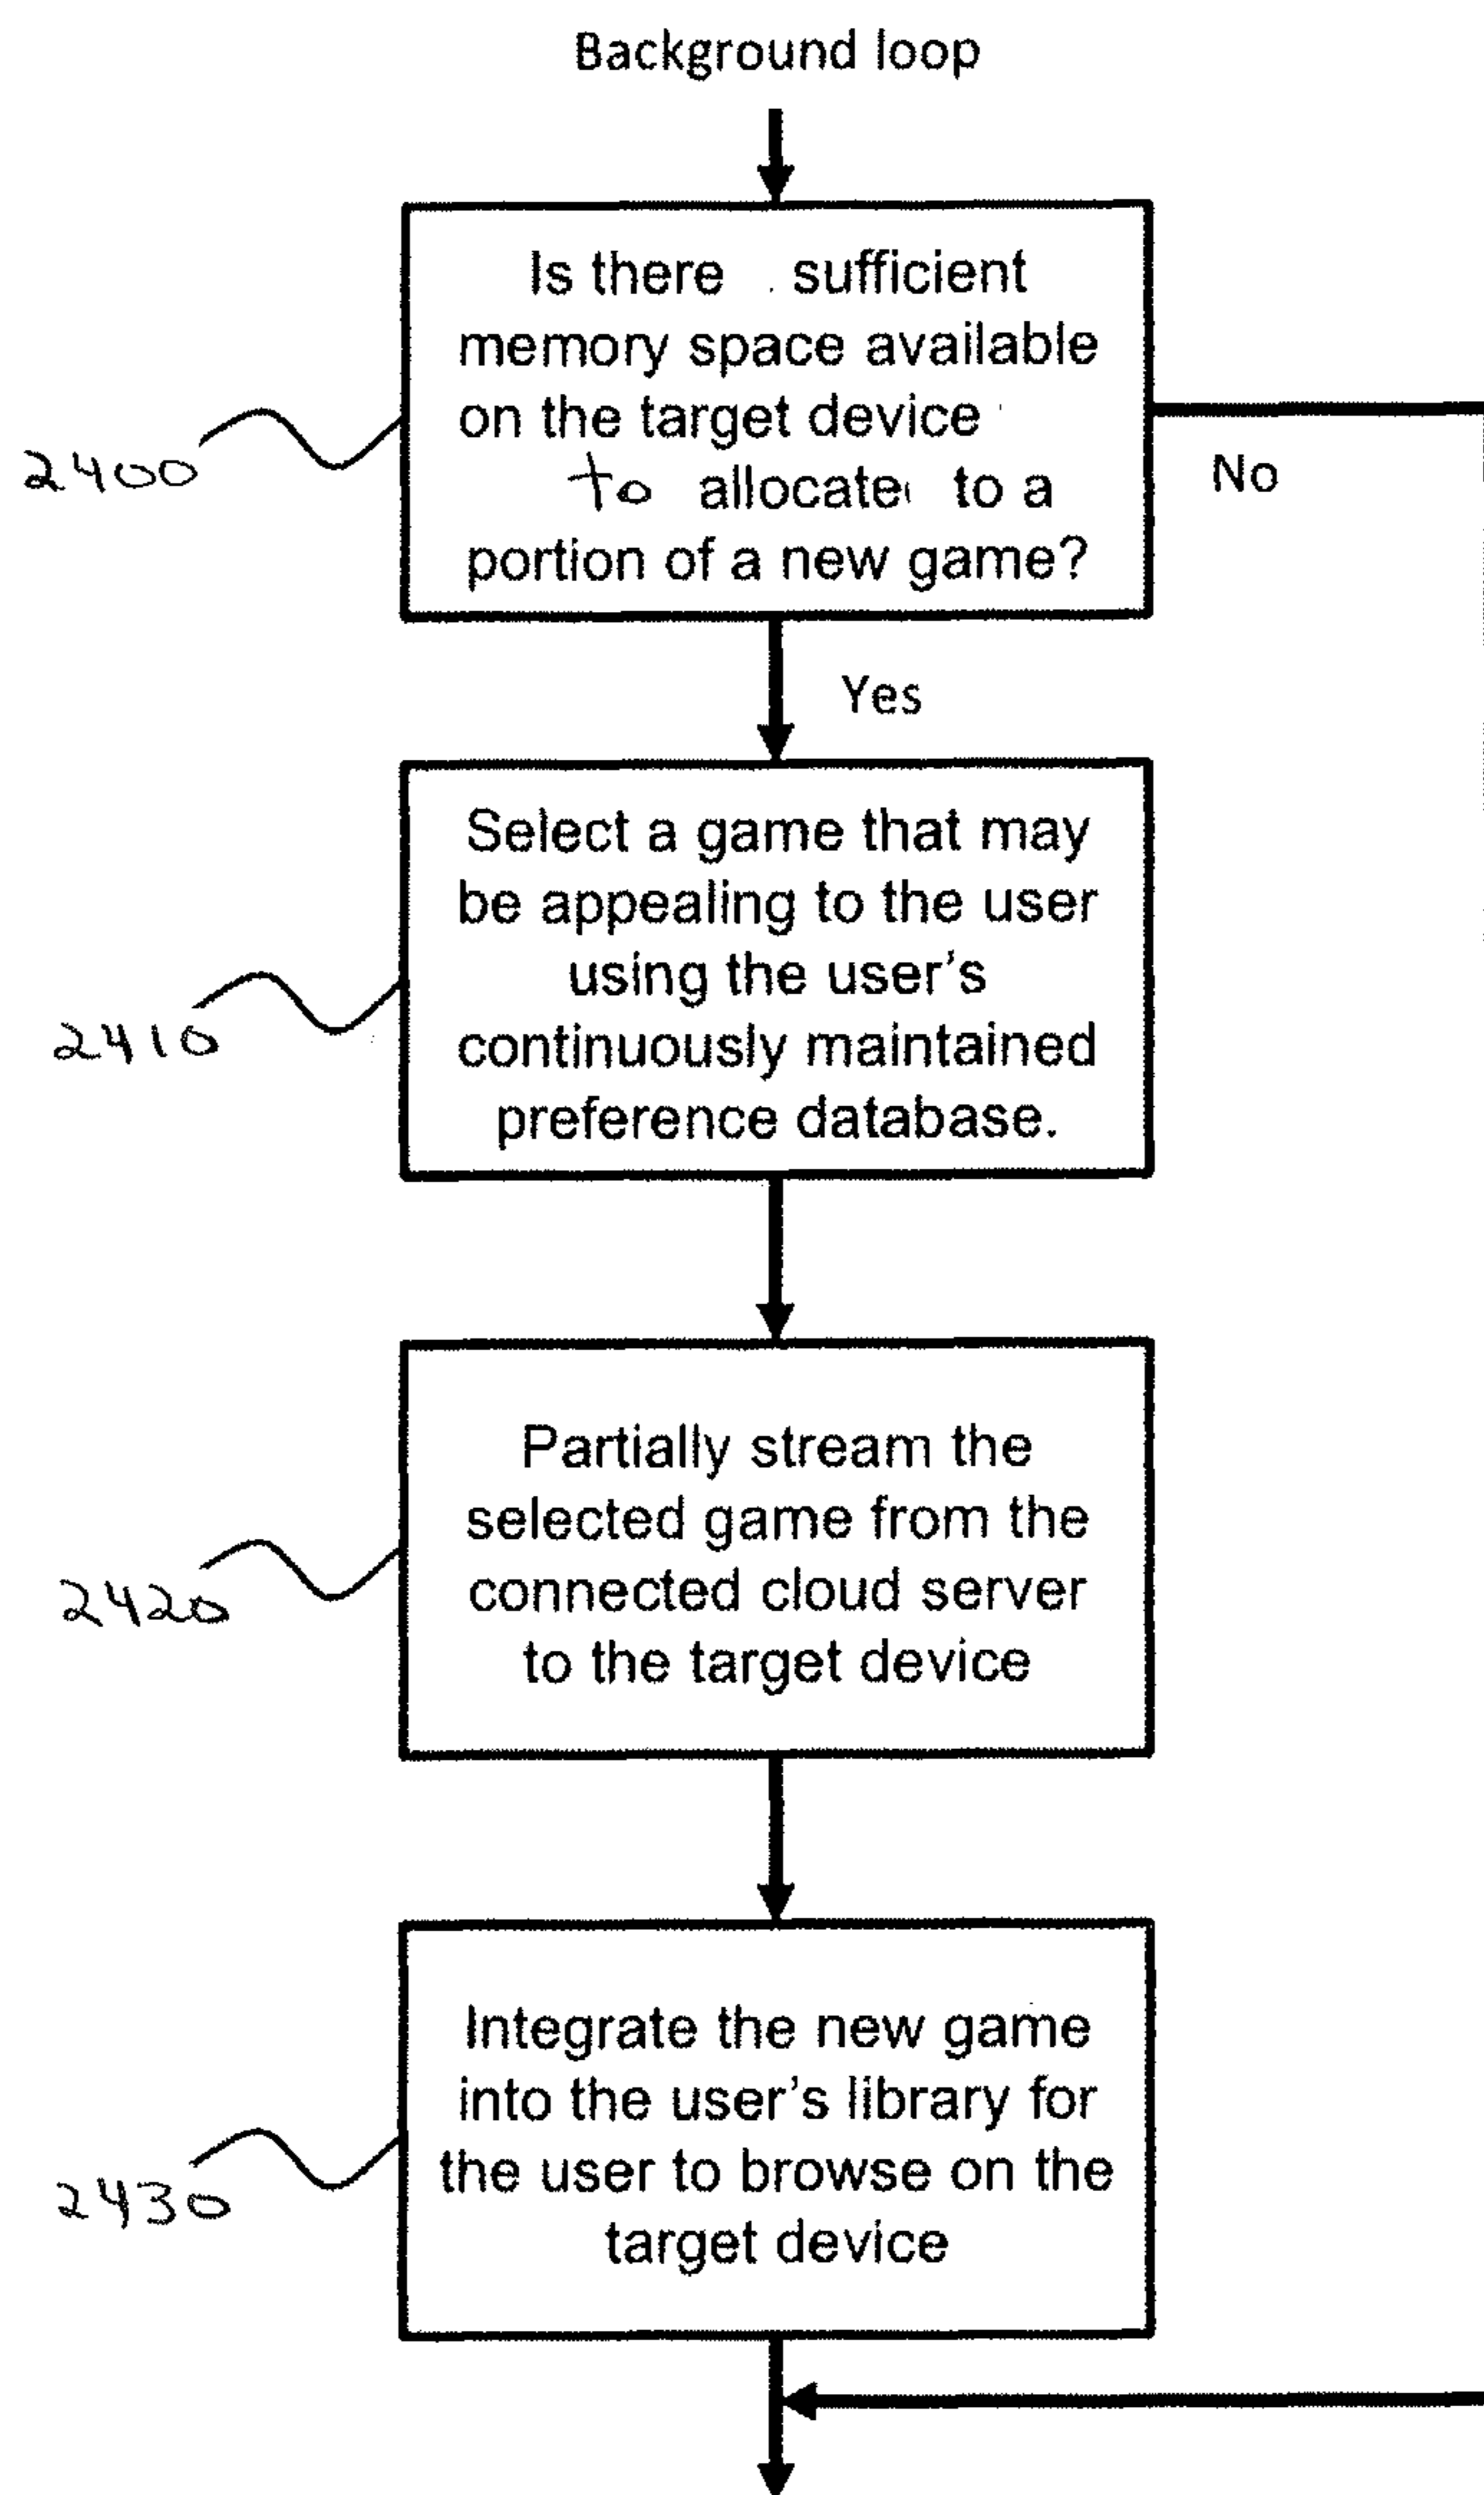 Background loop
Is there sufficient
memory space available
on the target device
to allocate to a
portion of a new game?
2400
No
Yes
Select a game that may
be appealing to the user
using the user's
continuously maintained
preference database.
2410
Partially stream the
selected game from the
connected cloud server
to the target device
2420
Integrate the new game
into the user's library for
the user to browse on the
target device
2430